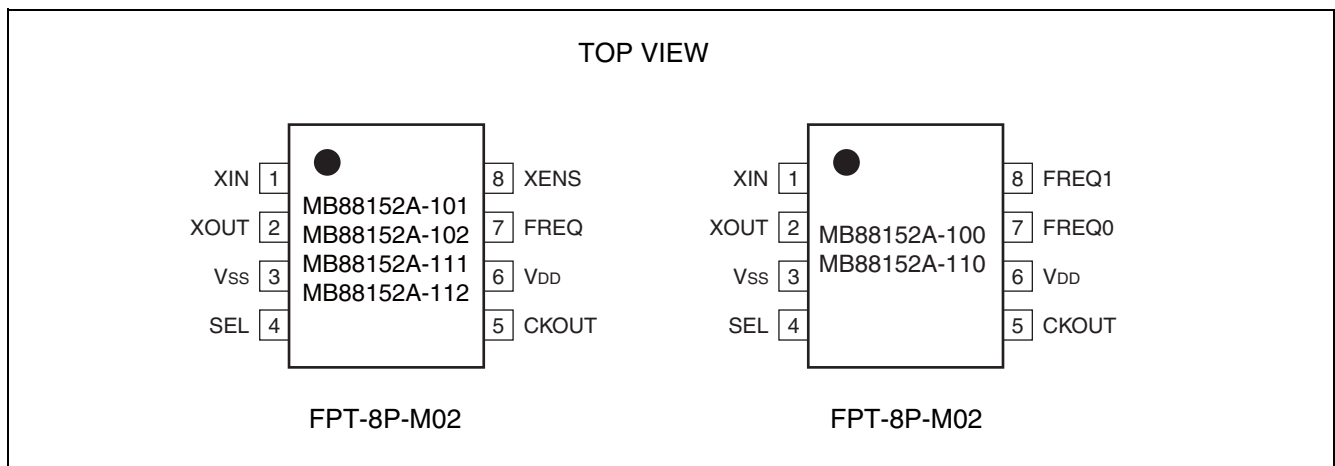 TOP VIEW
XIN 1
XOUT 2
VSS 3
SEL 4
MB88152A-101
MB88152A-102
MB88152A-111
MB88152A-112
8 XENS
7 FREQ
6 VDD
5 CKOUT
FPT-8P-M02
XIN 1
XOUT 2
VSS 3
SEL 4
MB88152A-100
MB88152A-110
8 FREQ1
7 FREQ0
6 VDD
5 CKOUT
FPT-8P-M02